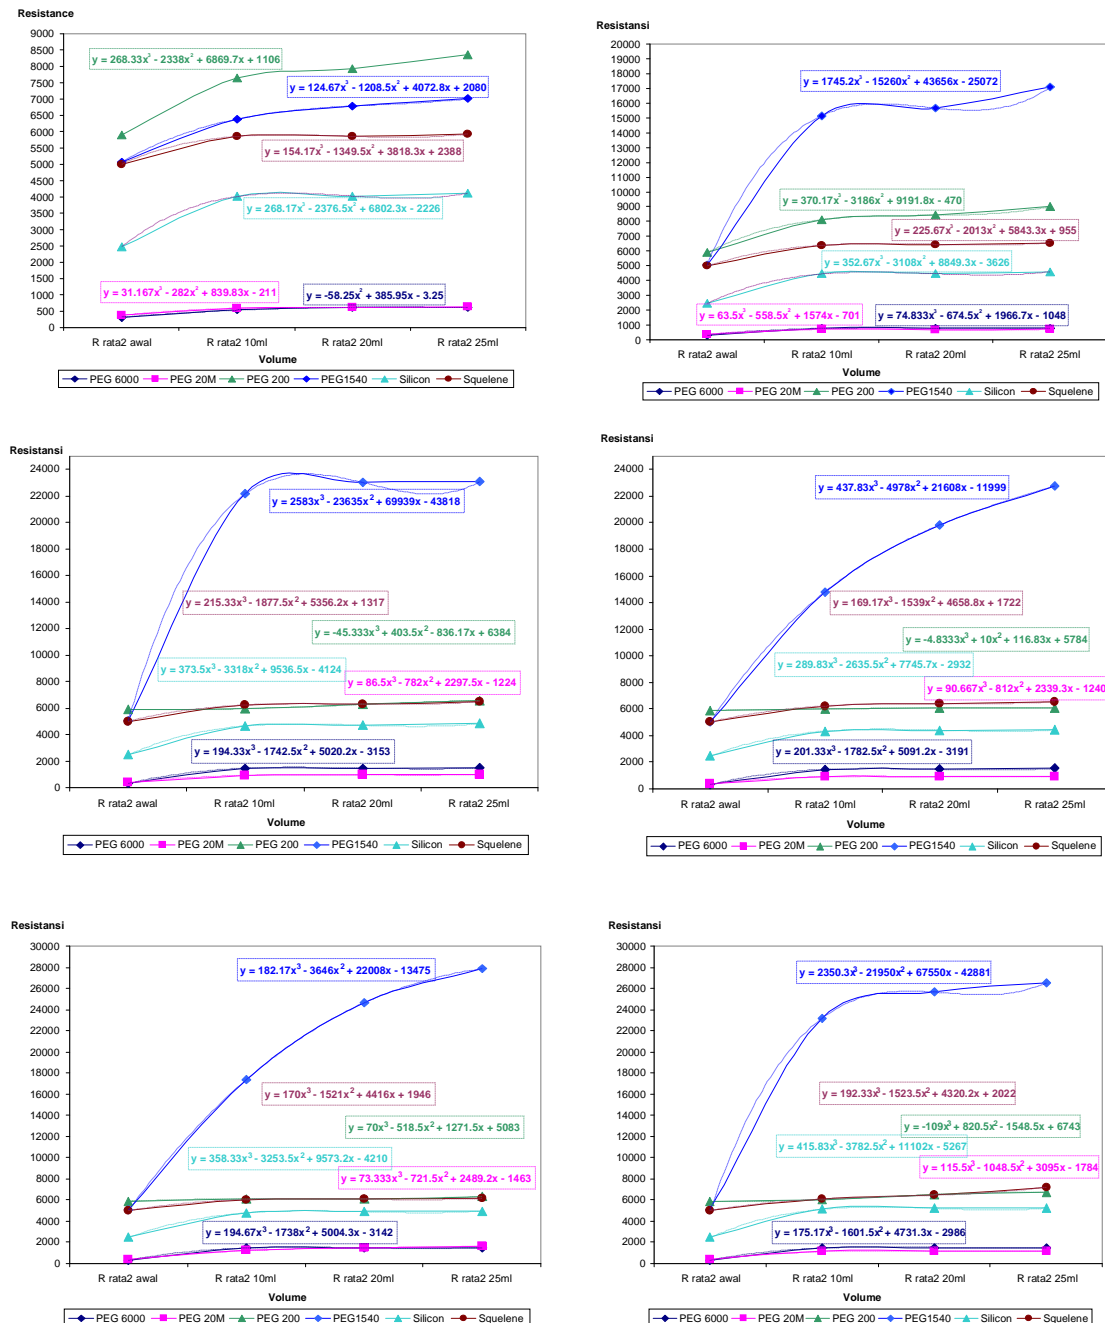 Resistance
9000
8500
8000
7500
7000
6500
6000
5500
5000
4500
4000
3500
3000
2500
2000
1500
1000
500
0
y = 268.33x³ - 2338x² + 6869.7x + 1106
y = 124.67x³ - 1208.5x² + 4072.8x + 2080
y = 154.17x³ - 1349.5x² + 3818.3x + 2388
y = 268.17x³ - 2376.5x² + 6802.3x - 2226
y = 31.167x³ - 282x² + 839.83x - 211
y = -58.25x² + 385.95x - 3.25
R rata2 awal R rata2 10ml R rata2 20ml R rata2 25ml
Volume
PEG 6000 PEG 20M PEG 200 PEG1540 Silicon Squelene
Resistansi
20000
19000
18000
17000
16000
15000
14000
13000
12000
11000
10000
9000
8000
7000
6000
5000
4000
3000
2000
1000
0
y = 1745.2x³ - 15260x² + 43656x - 25072
y = 370.17x³ - 3186x² + 9191.8x - 470
y = 225.67x³ - 2013x² + 5843.3x + 955
y = 352.67x³ - 3108x² + 8849.3x - 3626
y = 63.5x³ - 558.5x² + 1574x - 701
y = 74.833x³ - 674.5x² + 1966.7x - 1048
R rata2 awal R rata2 10ml R rata2 20ml R rata2 25ml
Volume
PEG 6000 PEG 20M PEG 200 PEG1540 Silicon Squelene
Resistansi
24000
22000
20000
18000
16000
14000
12000
10000
8000
6000
4000
2000
0
y = 2583x³ - 23635x² + 69939x - 43818
y = 215.33x³ - 1877.5x² + 5356.2x + 1317
y = -45.333x³ + 403.5x² - 836.17x + 6384
y = 373.5x³ - 3318x² + 9536.5x - 4124
y = 86.5x³ - 782x² + 2297.5x - 1224
y = 194.33x³ - 1742.5x² + 5020.2x - 3153
R rata2 awal R rata2 10ml R rata2 20ml R rata2 25ml
Volume
PEG 6000 PEG 20M PEG 200 PEG1540 Silicon Squelene
Resistansi
24000
22000
20000
18000
16000
14000
12000
10000
8000
6000
4000
2000
0
y = 437.83x³ - 4978x² + 21608x - 11999
y = 169.17x³ - 1539x² + 4658.8x + 1722
y = -4.8333x³ + 10x² + 116.83x + 5784
y = 289.83x³ - 2635.5x² + 7745.7x - 2932
y = 90.667x³ - 812x² + 2339.3x - 1240
y = 201.33x³ - 1782.5x² + 5091.2x - 3191
R rata2 awal R rata2 10ml R rata2 20ml R rata2 25ml
Volume
PEG 6000 PEG 20M PEG 200 PEG1540 Silicon Squelene
Resistansi
30000
28000
26000
24000
22000
20000
18000
16000
14000
12000
10000
8000
6000
4000
2000
0
y = 182.17x³ - 3646x² + 22008x - 13475
y = 170x³ - 1521x² + 4416x + 1946
y = 70x³ - 518.5x² + 1271.5x + 5083
y = 358.33x³ - 3253.5x² + 9573.2x - 4210
y = 73.333x³ - 721.5x² + 2489.2x - 1463
y = 194.67x³ - 1738x² + 5004.3x - 3142
R rata2 awal R rata2 10ml R rata2 20ml R rata2 25ml
Volume
PEG 6000 PEG 20M PEG 200 PEG1540 Silicon Squelene
Resistansi
30000
28000
26000
24000
22000
20000
18000
16000
14000
12000
10000
8000
6000
4000
2000
0
y = 2350.3x³ - 21950x² + 67550x - 42881
y = 192.33x³ - 1523.5x² + 4320.2x + 2022
y = -109x³ + 820.5x² - 1548.5x + 6743
y = 415.83x³ - 3782.5x² + 11102x - 5267
y = 115.5x³ - 1048.5x² + 3095x - 1784
y = 175.17x³ - 1601.5x² + 4731.3x - 2986
R rata2 awal R rata2 10ml R rata2 20ml R rata2 25ml
Volume
PEG 6000 PEG 20M PEG 200 PEG1540 Silicon Squelene